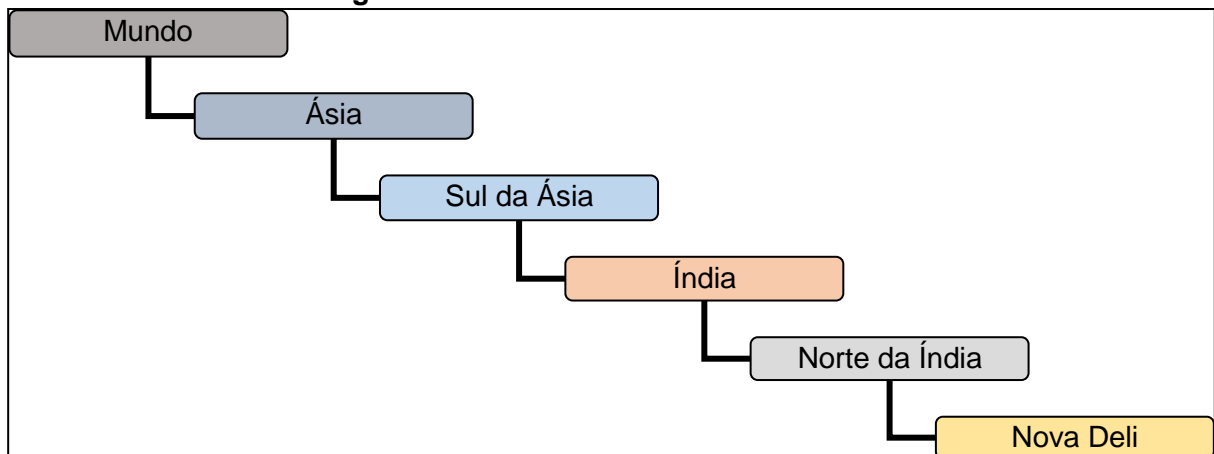 Mundo
Ásia
Sul da Ásia
Índia
Norte da Índia
Nova Deli